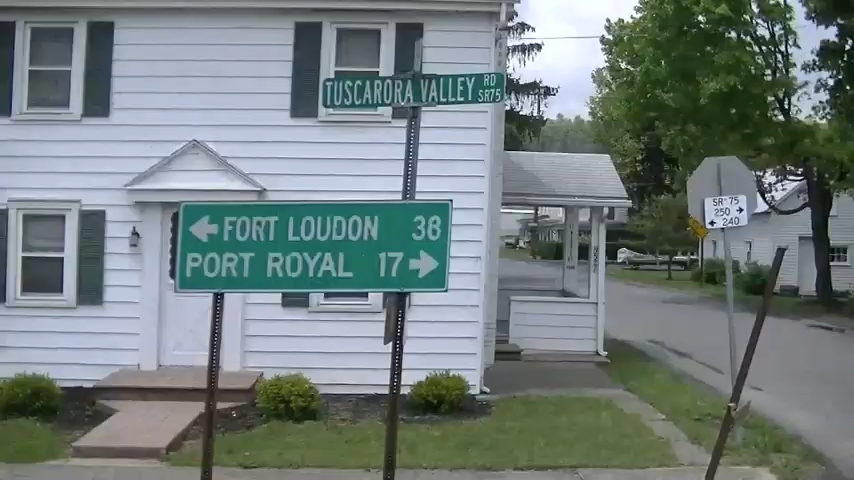 TUSCARORA VALLEY RD SR75
FORT LOUDON 38
PORT ROYAL 17
SR 75
250
240